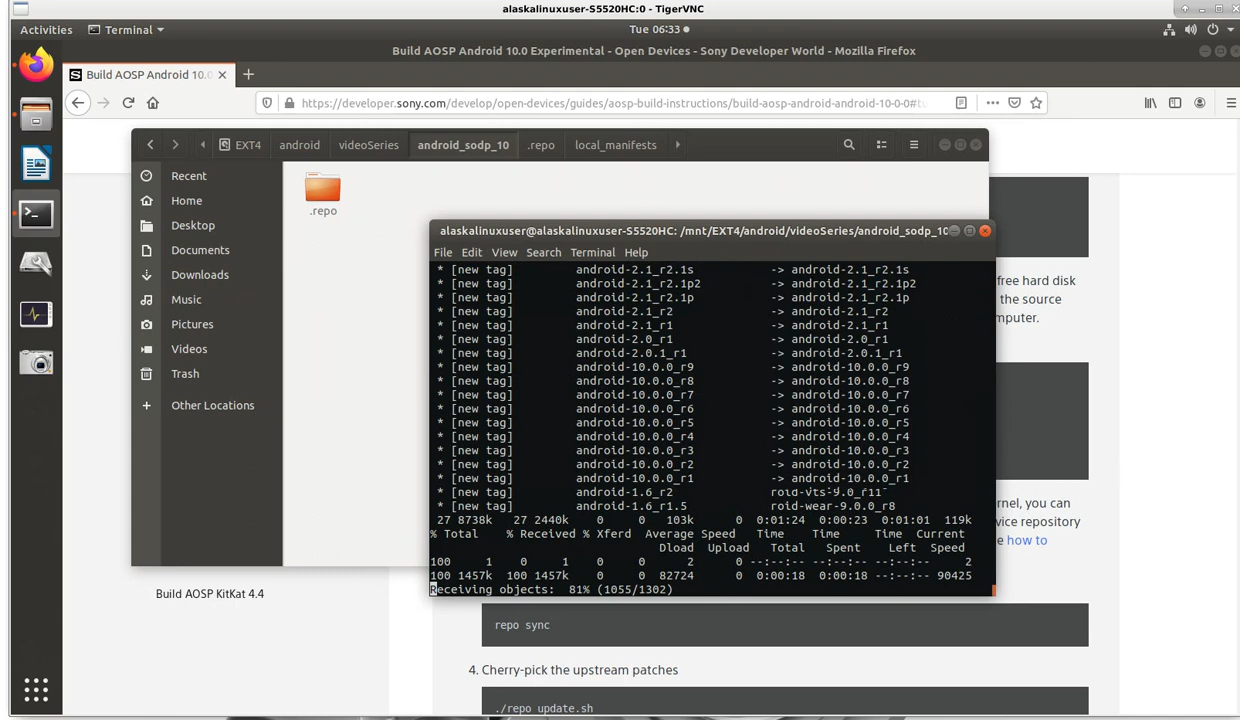 alaskalinuxuser-S5520HC:0 - TigerVNC
Activities Terminal Tue 06:33
Build AOSP Android 10.0 Experimental - Open Devices - Sony Developer World - Mozilla Firefox
Build AOSP Android 10.0
https://developer.sony.com/develop/open-devices/guides/aosp-build-instructions/build-aosp-android-android-10-0-0#tu
EXT4 android videoSeries android_sodp_10 .repo local_manifests
Recent
Home
Desktop
Documents
Downloads
Music
Pictures
Videos
Trash
Other Locations
.repo
alaskalinuxuser@alaskalinuxuser-S5520HC: /mnt/EXT4/android/videoSeries/android_sodp_10
File Edit View Search Terminal Help
* [new tag] android-2.1_r2.1s -> android-2.1_r2.1s
* [new tag] android-2.1_r2.1p2 -> android-2.1_r2.1p2
* [new tag] android-2.1_r2.1p -> android-2.1_r2.1p
* [new tag] android-2.1_r2 -> android-2.1_r2
* [new tag] android-2.1_r1 -> android-2.1_r1
* [new tag] android-2.0_r1 -> android-2.0_r1
* [new tag] android-2.0.1_r1 -> android-2.0.1_r1
* [new tag] android-10.0.0_r9 -> android-10.0.0_r9
* [new tag] android-10.0.0_r8 -> android-10.0.0_r8
* [new tag] android-10.0.0_r7 -> android-10.0.0_r7
* [new tag] android-10.0.0_r6 -> android-10.0.0_r6
* [new tag] android-10.0.0_r5 -> android-10.0.0_r5
* [new tag] android-10.0.0_r4 -> android-10.0.0_r4
* [new tag] android-10.0.0_r3 -> android-10.0.0_r3
* [new tag] android-10.0.0_r2 -> android-10.0.0_r2
* [new tag] android-10.0.0_r1 -> android-10.0.0_r1
* [new tag] android-1.6_r2 roid-vts-9.0_r11
* [new tag] android-1.6_r1.5 roid-wear-9.0.0_r8
27 8738k 27 2440k 0 0 103k 0 0:01:24 0:00:23 0:01:01 119k
% Total % Received % Xferd Average Speed Time Time Time Current
Dload Upload Total Spent Left Speed
100 1 0 1 0 0 2 0 --:--:-- --:--:-- --:--:-- 2
100 1457k 100 1457k 0 0 82724 0 0:00:18 0:00:18 --:--:-- 90425
Receiving objects: 81% (1055/1302)
free hard disk
the source
mputer.
rnel, you can
vice repository
e how to
Build AOSP KitKat 4.4
repo sync
4. Cherry-pick the upstream patches
./repo_update.sh